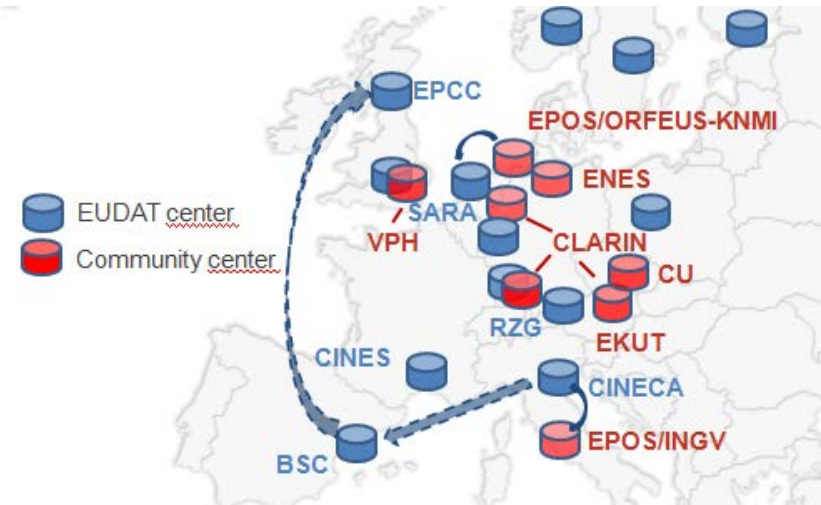 EPCC
EPOS/ORFEUS-KNMI
ENES
EUDAT center
SARA
VPH
CLARIN
Community center
CU
RZG
EKUT
CINES
CINECA
EPOS/INGV
BSC